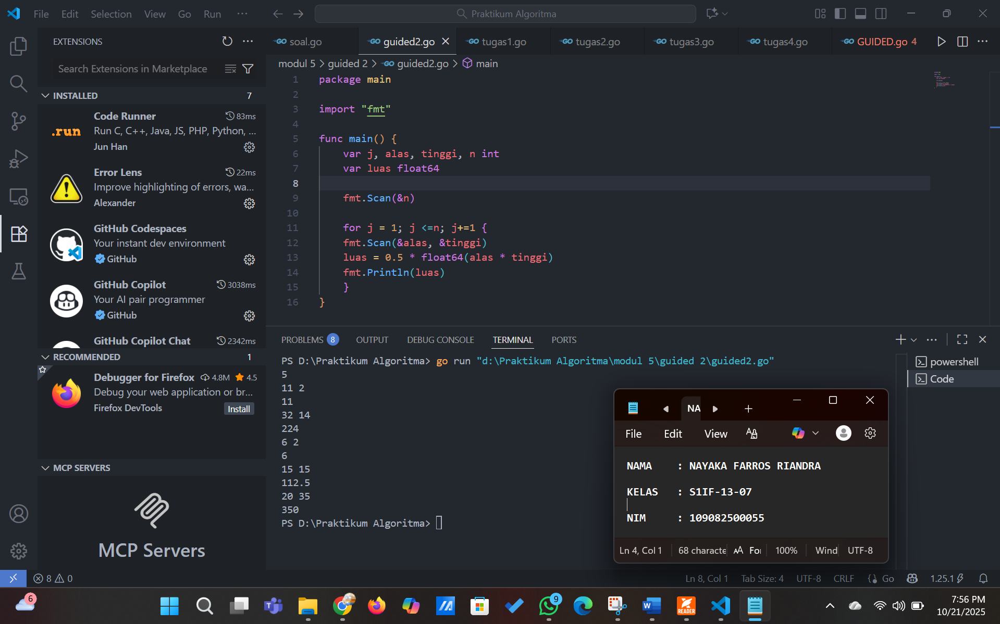 File Edit Selection View Go Run ··· Praktikum Algoritma
EXTENSIONS
Search Extensions in Marketplace
INSTALLED 7
Code Runner 83ms
Run C, C++, Java, JS, PHP, Python, ...
Jun Han
.run
Error Lens 22ms
Improve highlighting of errors, wa...
Alexander
GitHub Codespaces
Your instant dev environment
GitHub
GitHub Copilot 3038ms
Your AI pair programmer
GitHub
GitHub Copilot Chat 2342ms
RECOMMENDED 1
Debugger for Firefox 4.8M 4.5
Debug your web application or br...
Firefox DevTools Install
MCP SERVERS
MCP Servers
GO soal.go GO guided2.go GO tugas1.go GO tugas2.go GO tugas3.go GO tugas4.go GO GUIDED.go 4
modul 5 > guided 2 > GO guided2.go > main
1 package main
2
3 import "fmt"
4
5 func main() {
6 var j, alas, tinggi, n int
7 var luas float64
8
9 fmt.Scan(&n)
10
11 for j = 1; j <=n; j+=1 {
12 fmt.Scan(&alas, &tinggi)
13 luas = 0.5 * float64(alas * tinggi)
14 fmt.Println(luas)
15 }
16 }
PROBLEMS 8 OUTPUT DEBUG CONSOLE TERMINAL PORTS
PS D:\Praktikum Algoritma> go run "d:\Praktikum Algoritma\modul 5\guided 2\guided2.go"
5
11 2
11
32 14
224
6 2
6
15 15
112.5
20 35
350
PS D:\Praktikum Algoritma>
powershell
Code
NA
File Edit View
NAMA : NAYAKA FARROS RIANDRA
KELAS : S1IF-13-07
NIM : 109082500055
Ln 4, Col 1 68 characte For 100% Wind UTF-8
8 0 Ln 8, Col 1 Tab Size: 4 UTF-8 CRLF Go 1.25.1
6
9
READER
7:56 PM
10/21/2025